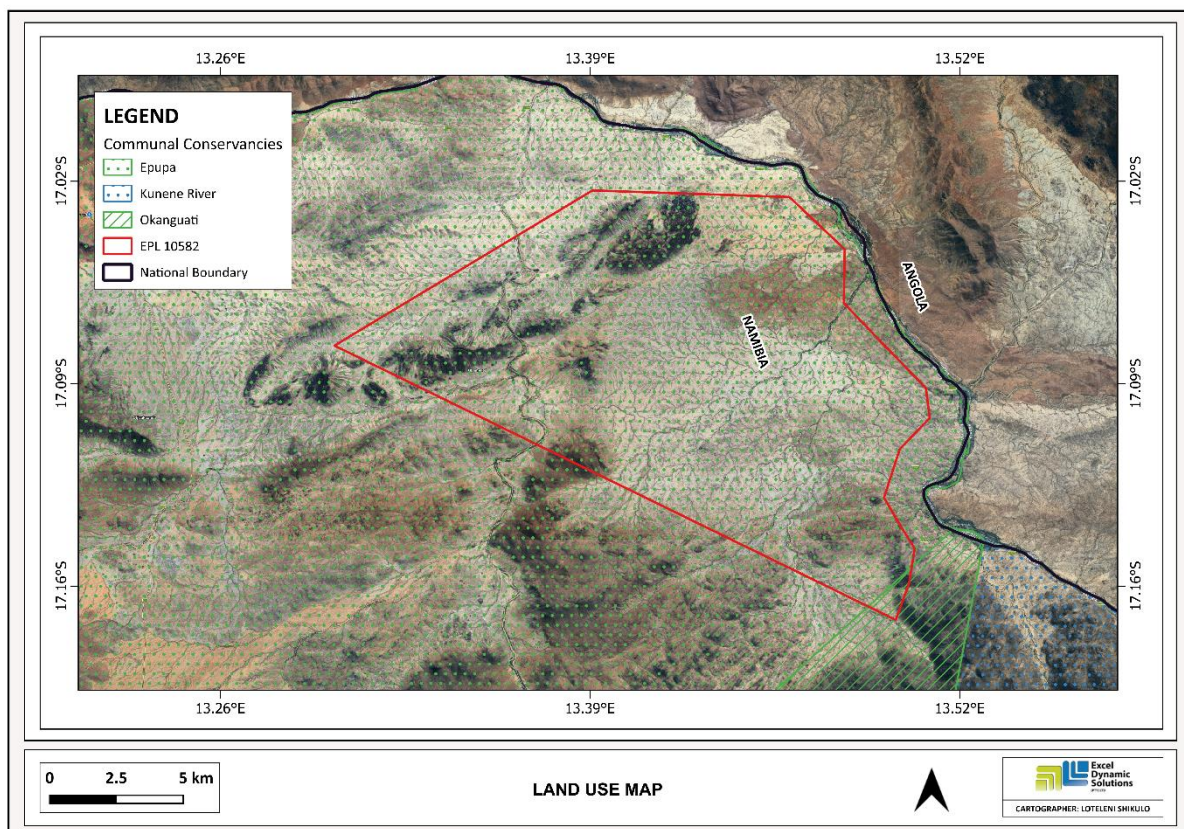 13.26°E
13.39°E
13.52°E
LEGEND
Communal Conservancies
Epupa
Kunene River
Okanguati
EPL 10582
National Boundary
17.02°S
17.02°S
ANGOLA
NAMIBIA
17.09°S
17.09°S
17.16°S
17.16°S
13.26°E
13.39°E
13.52°E
0 2.5 5 km
LAND USE MAP
Excel
Dynamic
Solutions
CARTOGRAPHER: LOTELENI SHIKULO